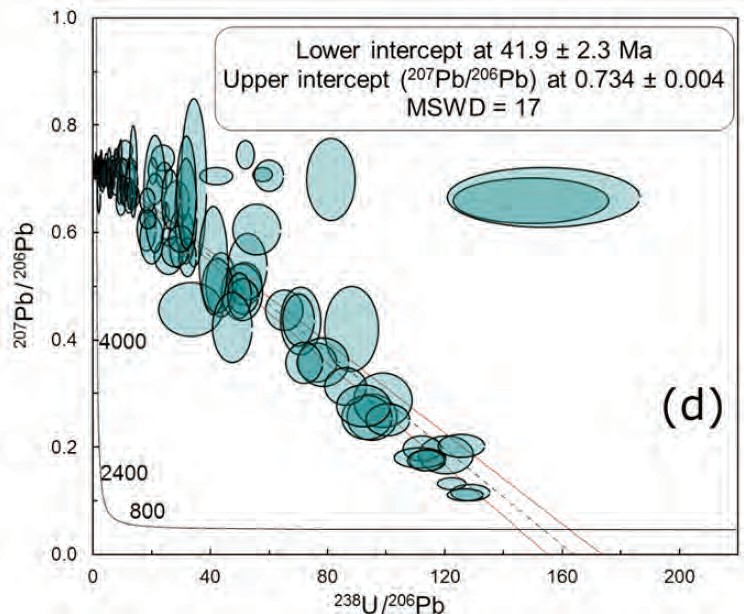 1.0
Lower intercept at 41.9 ± 2.3 Ma
Upper intercept (²⁰⁷Pb/²⁰⁶Pb) at 0.734 ± 0.004
MSWD = 17
0.8
0.6
²⁰⁷Pb/²⁰⁶Pb
0.4
4000
(d)
0.2
2400
800
0.0
0 40 80 120 160 200
²³⁸U/²⁰⁶Pb